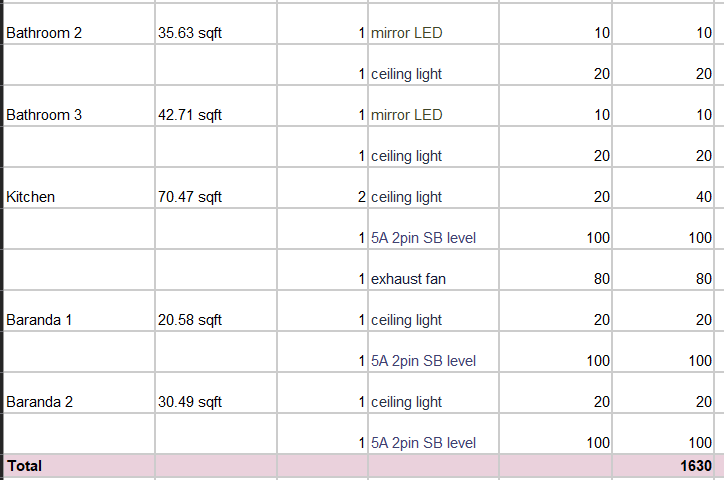 Bathroom 2 35.63 sqft 1 mirror LED 10 10
1 ceiling light 20 20
Bathroom 3 42.71 sqft 1 mirror LED 10 10
1 ceiling light 20 20
Kitchen 70.47 sqft 2 ceiling light 20 40
1 5A 2pin SB level 100 100
1 exhaust fan 80 80
Baranda 1 20.58 sqft 1 ceiling light 20 20
1 5A 2pin SB level 100 100
Baranda 2 30.49 sqft 1 ceiling light 20 20
1 5A 2pin SB level 100 100
Total 1630